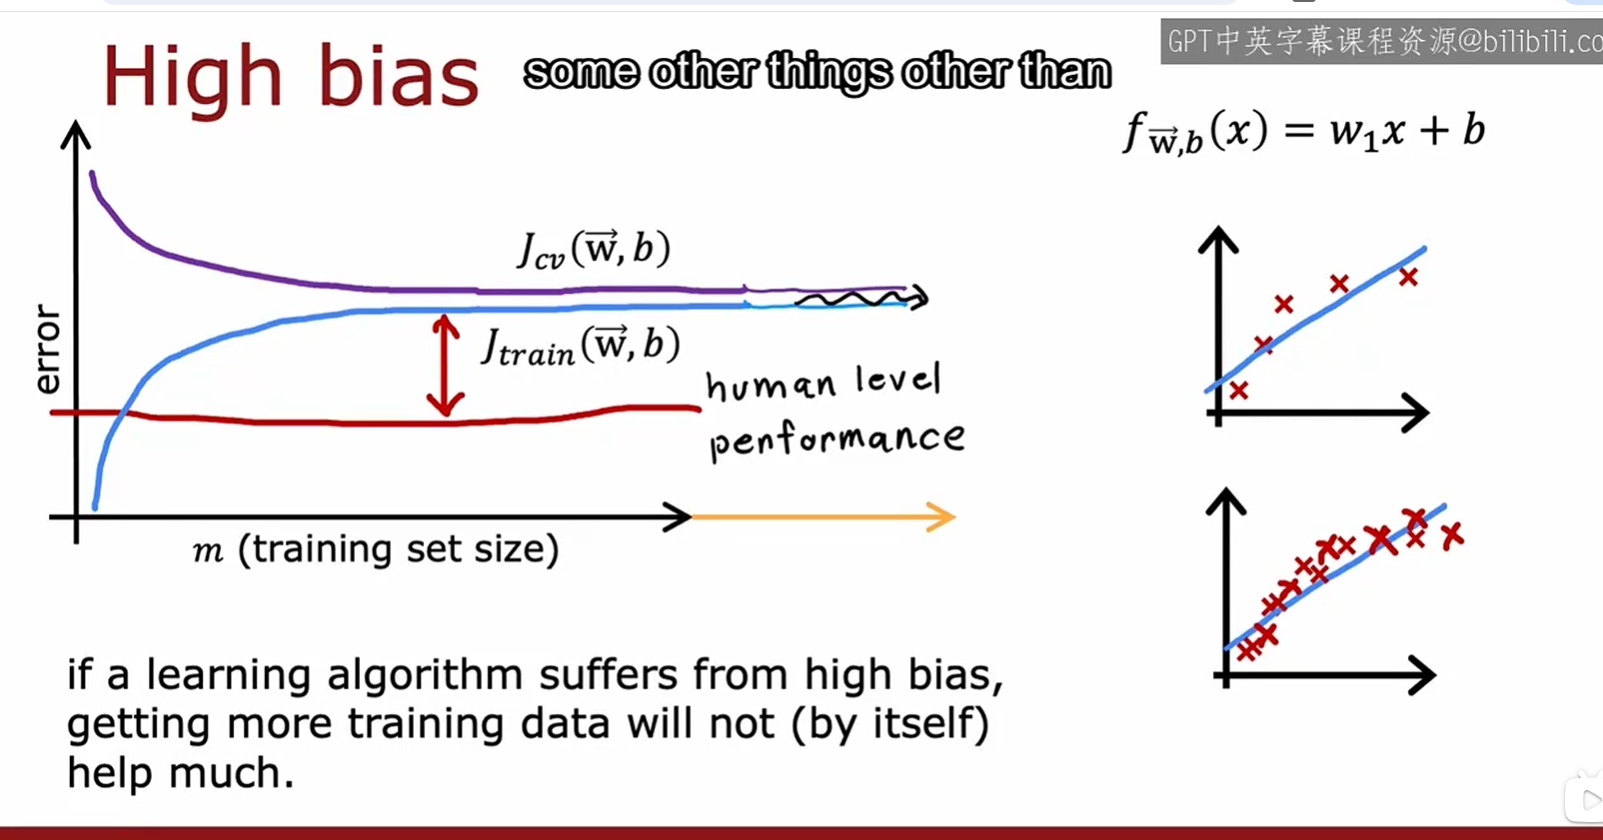 GPT中英字幕课程资源@bilibili.co
High bias
some other things other than
f_{\vec{w},b}(x) = w₁x + b
J_{cv}(\vec{w}, b)
error
J_{train}(\vec{w}, b)
human level
performance
m (training set size)
if a learning algorithm suffers from high bias,
getting more training data will not (by itself)
help much.